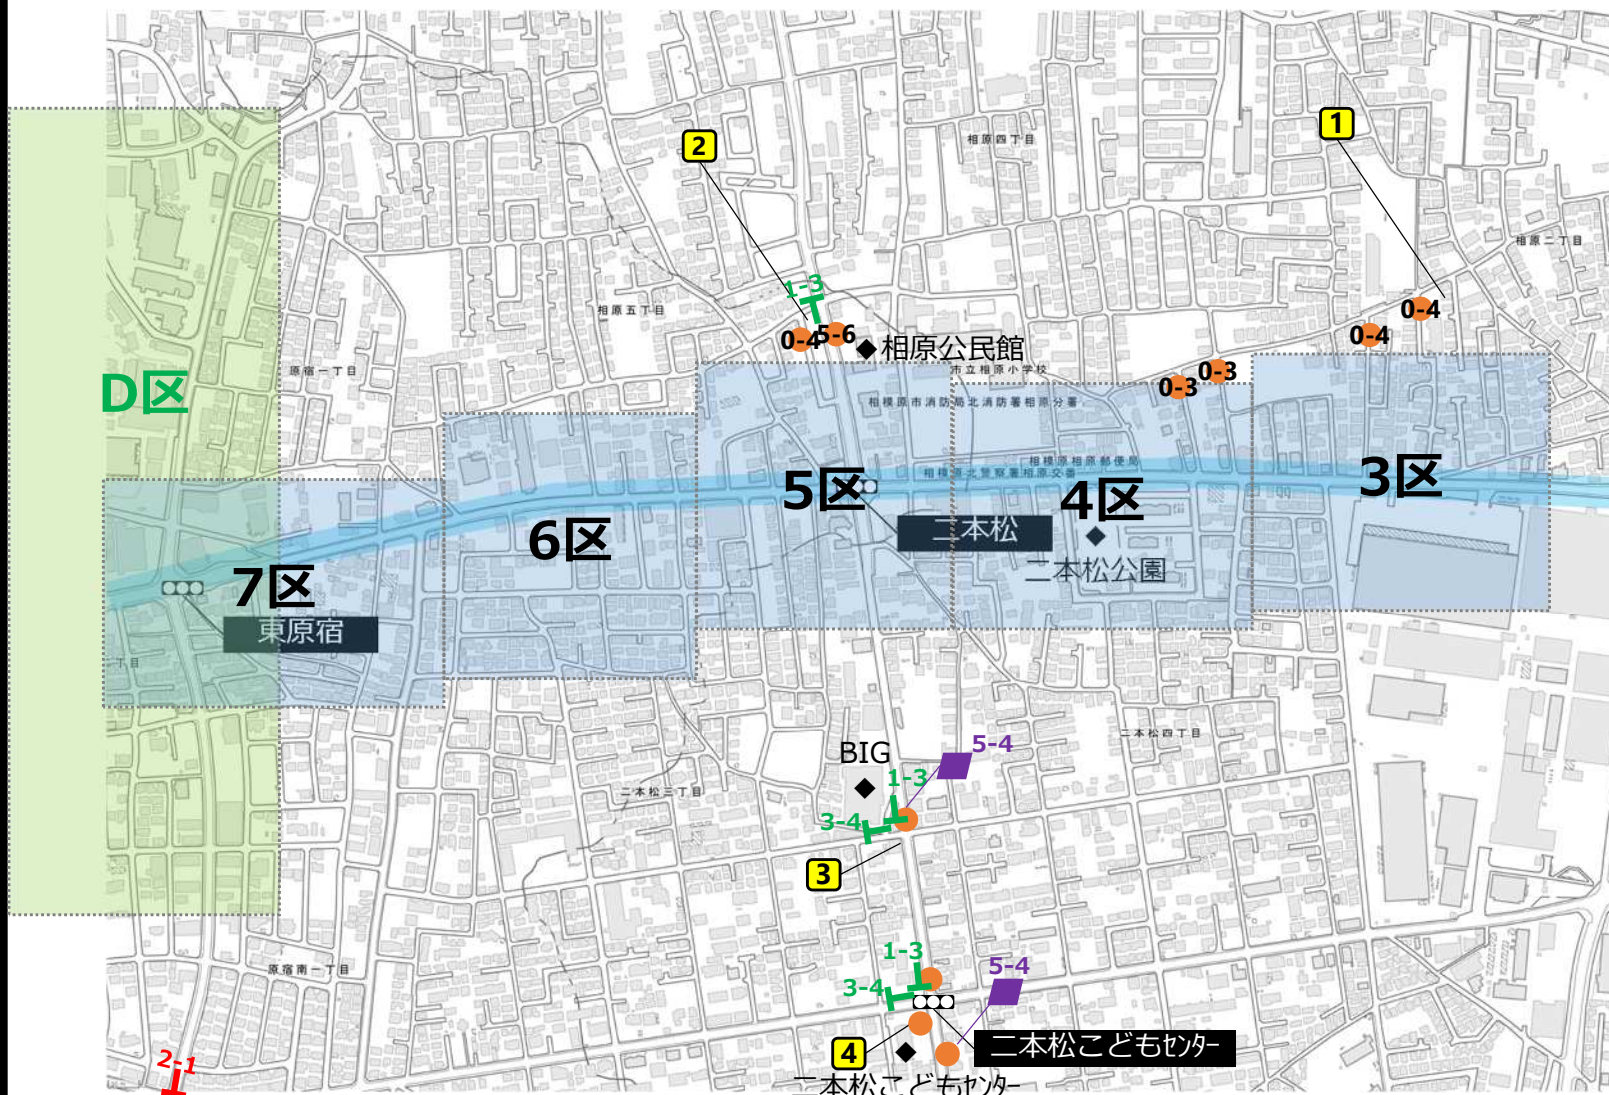 1
2
相原四丁目
相原二丁目
1-3
相原五丁目
0-4
0-4
5-6
0-4
相原公民館
市立相原小学校
原宿一丁目
0-3
0-3
D区
相模原市消防局北消防署相原分署
相模原相原郵便局
相模原北警察署相原交番
3区
5区
4区
二本松
6区
二本松公園
7区
東原宿
丁目
二本松四丁目
BIG
5-4
1-3
二本松三丁目
3-4
3
1-3
5-4
原宿南一丁目
3-4
二本松こどもセンター
4
2-1
二本松こどもセンター